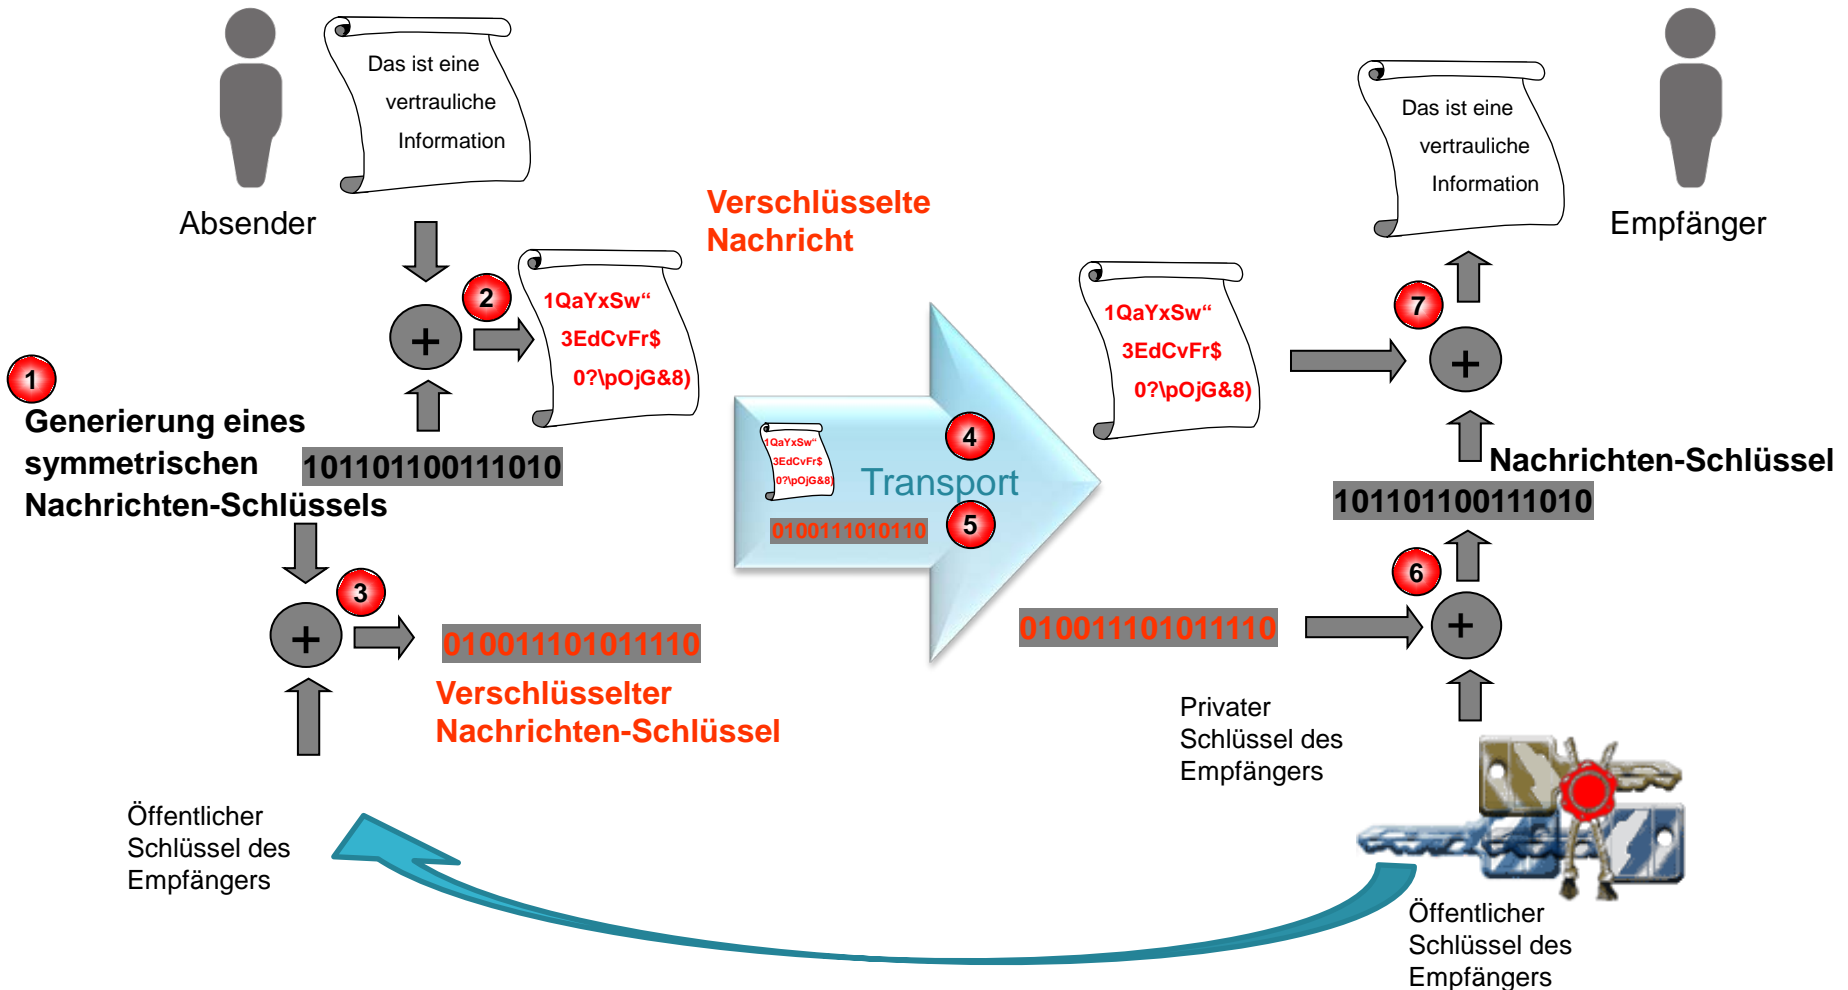 Das ist eine
vertrauliche
Information
Absender
2
1QaYxSw“
3EdCvFr$
0?\pOjG&8)
+
Verschlüsselte
Nachricht
1
Generierung eines
symmetrischen
Nachrichten-Schlüssels
101101100111010
3
+
010011101011110
Verschlüsselter
Nachrichten-Schlüssel
Öffentlicher
Schlüssel des
Empfängers
1QaYxSw“
3EdCvFr$
0?\pOjG&8)
4
Transport
0100111010110
5
Das ist eine
vertrauliche
Information
Empfänger
1QaYxSw“
3EdCvFr$
0?\pOjG&8)
7
+
Nachrichten-Schlüssel
101101100111010
6
010011101011110
+
Privater
Schlüssel des
Empfängers
Öffentlicher
Schlüssel des
Empfängers